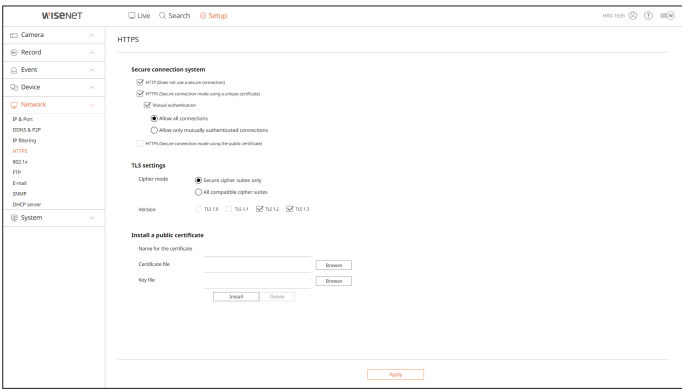 WISENET
Live Search Setup
HRX-1635
Camera
Record
Event
Device
Network
IP & Port
DDNS & P2P
IP filtering
HTTPS
802.1x
FTP
E-mail
SNMP
DHCP server
System
HTTPS
Secure connection system
HTTP (Does not use a secure connection)
HTTPS (Secure connection mode using a unique certificate)
Mutual authentication
Allow all connections
Allow only mutually authenticated connections
HTTPS (Secure connection mode using the public certificate)
TLS settings
Cipher mode
Secure cipher suites only
All compatible cipher suites
Version
TLS 1.0 TLS 1.1 TLS 1.2 TLS 1.3
Install a public certificate
Name for the certificate
Certificate file
Browse
Key file
Browse
Install Delete
Apply